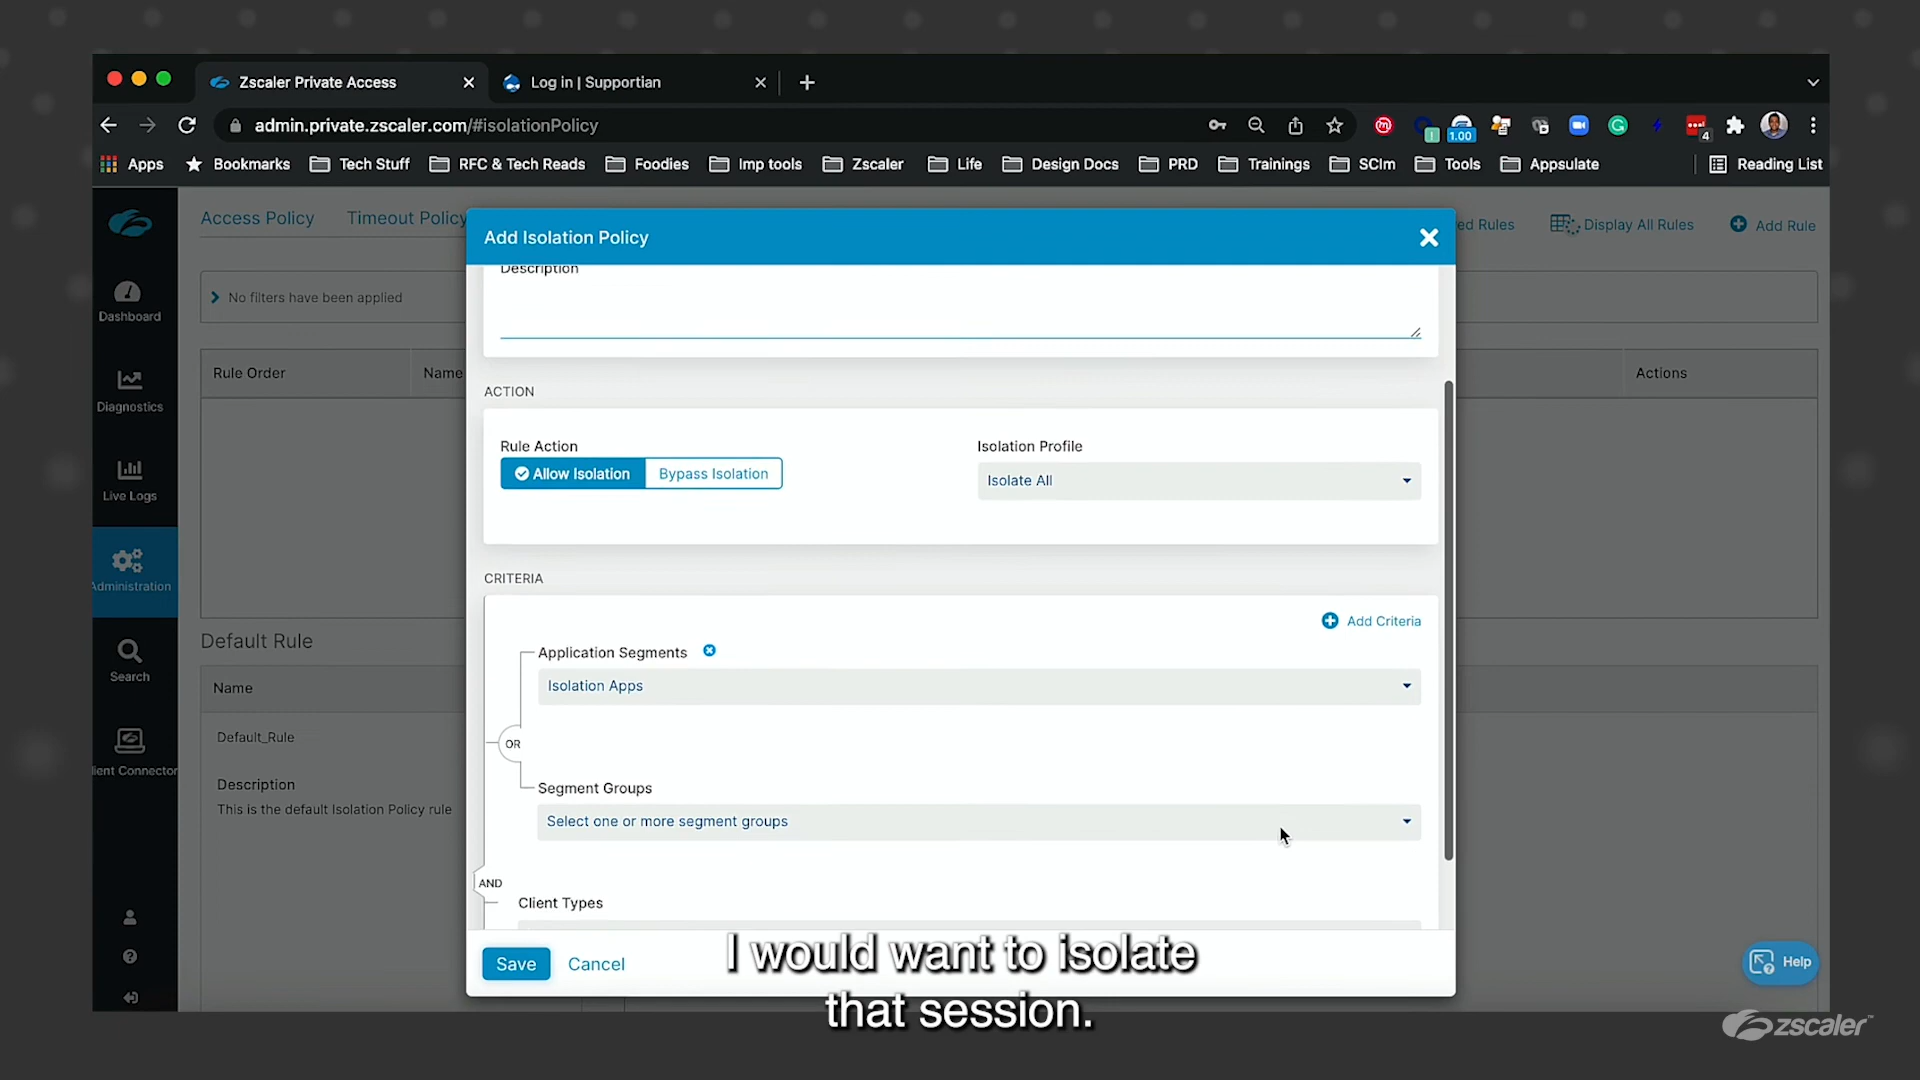 Zscaler Private Access
Log in | Supportian
admin.private.zscaler.com/#isolationPolicy
1.00
4
Apps
Bookmarks
Tech Stuff
RFC & Tech Reads
Foodies
Imp tools
Zscaler
Life
Design Docs
PRD
Trainings
SCIm
Tools
Appsulate
Reading List
Access Policy
Timeout Policy
ed Rules
Display All Rules
Add Rule
Add Isolation Policy
Description
No filters have been applied
Dashboard
Rule Order
Name
Actions
Diagnostics
ACTION
Rule Action
Isolation Profile
Allow Isolation
Bypass Isolation
Isolate All
Live Logs
Administration
CRITERIA
Add Criteria
Default Rule
Application Segments
Isolation Apps
Search
Name
Default_Rule
OR
lient Connector
Description
This is the default Isolation Policy rule
Segment Groups
Select one or more segment groups
AND
Client Types
Save
Cancel
I would want to isolate
that session.
Help
zscaler™